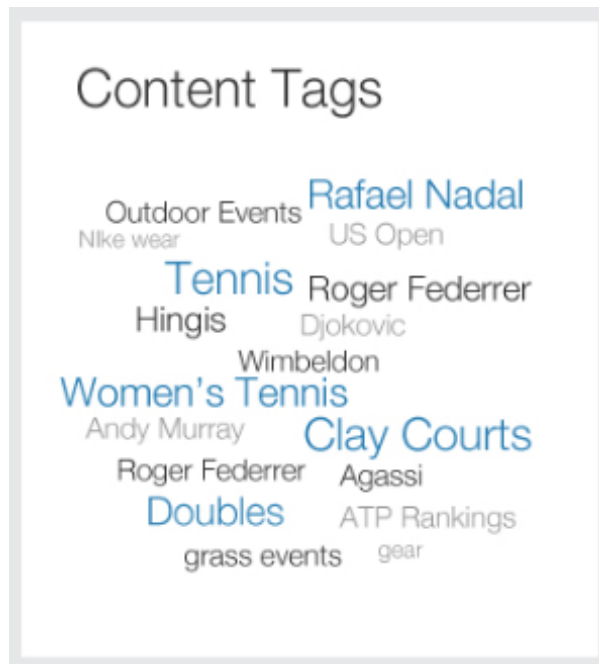 Content Tags
Outdoor Events Rafael Nadal
NIke wear US Open
Tennis Roger Federrer
Hingis Djokovic
Wimbeldon
Women's Tennis
Andy Murray Clay Courts
Roger Federrer Agassi
Doubles ATP Rankings
grass events gear